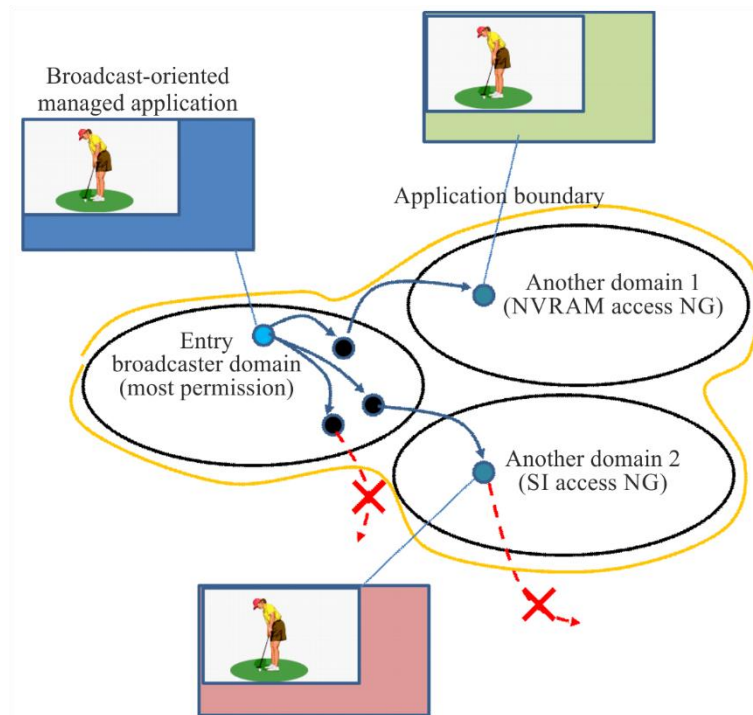 Broadcast-oriented
managed application
Application boundary
Another domain 1
(NVRAM access NG)
Entry
broadcaster domain
(most permission)
Another domain 2
(SI access NG)